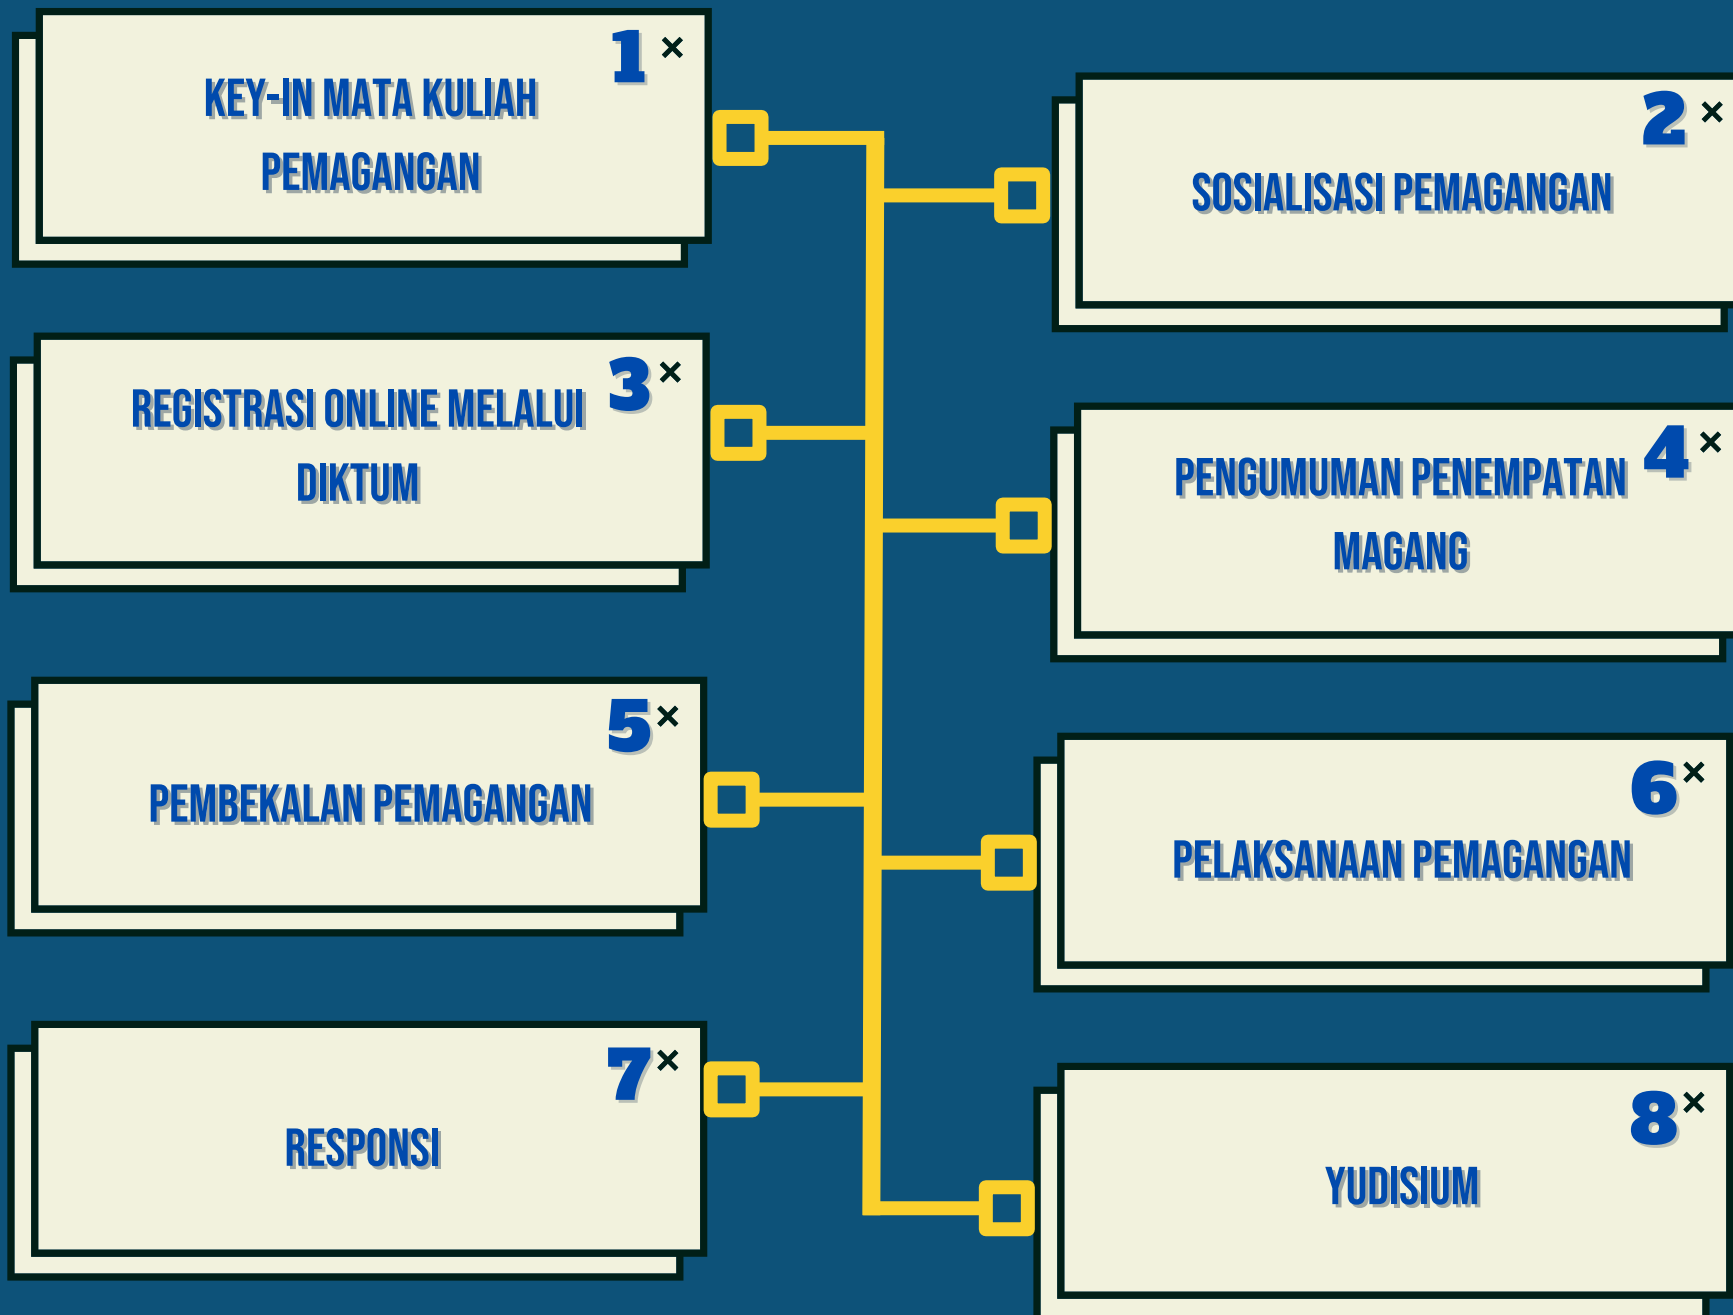 1 ×
KEY-IN MATA KULIAH
PEMAGANGAN
2 ×
SOSIALISASI PEMAGANGAN
3 ×
REGISTRASI ONLINE MELALUI
DIKTUM
4 ×
PENGUMUMAN PENEMPATAN
MAGANG
5 ×
PEMBEKALAN PEMAGANGAN
6 ×
PELAKSANAAN PEMAGANGAN
7 ×
RESPONSI
8 ×
YUDISIUM